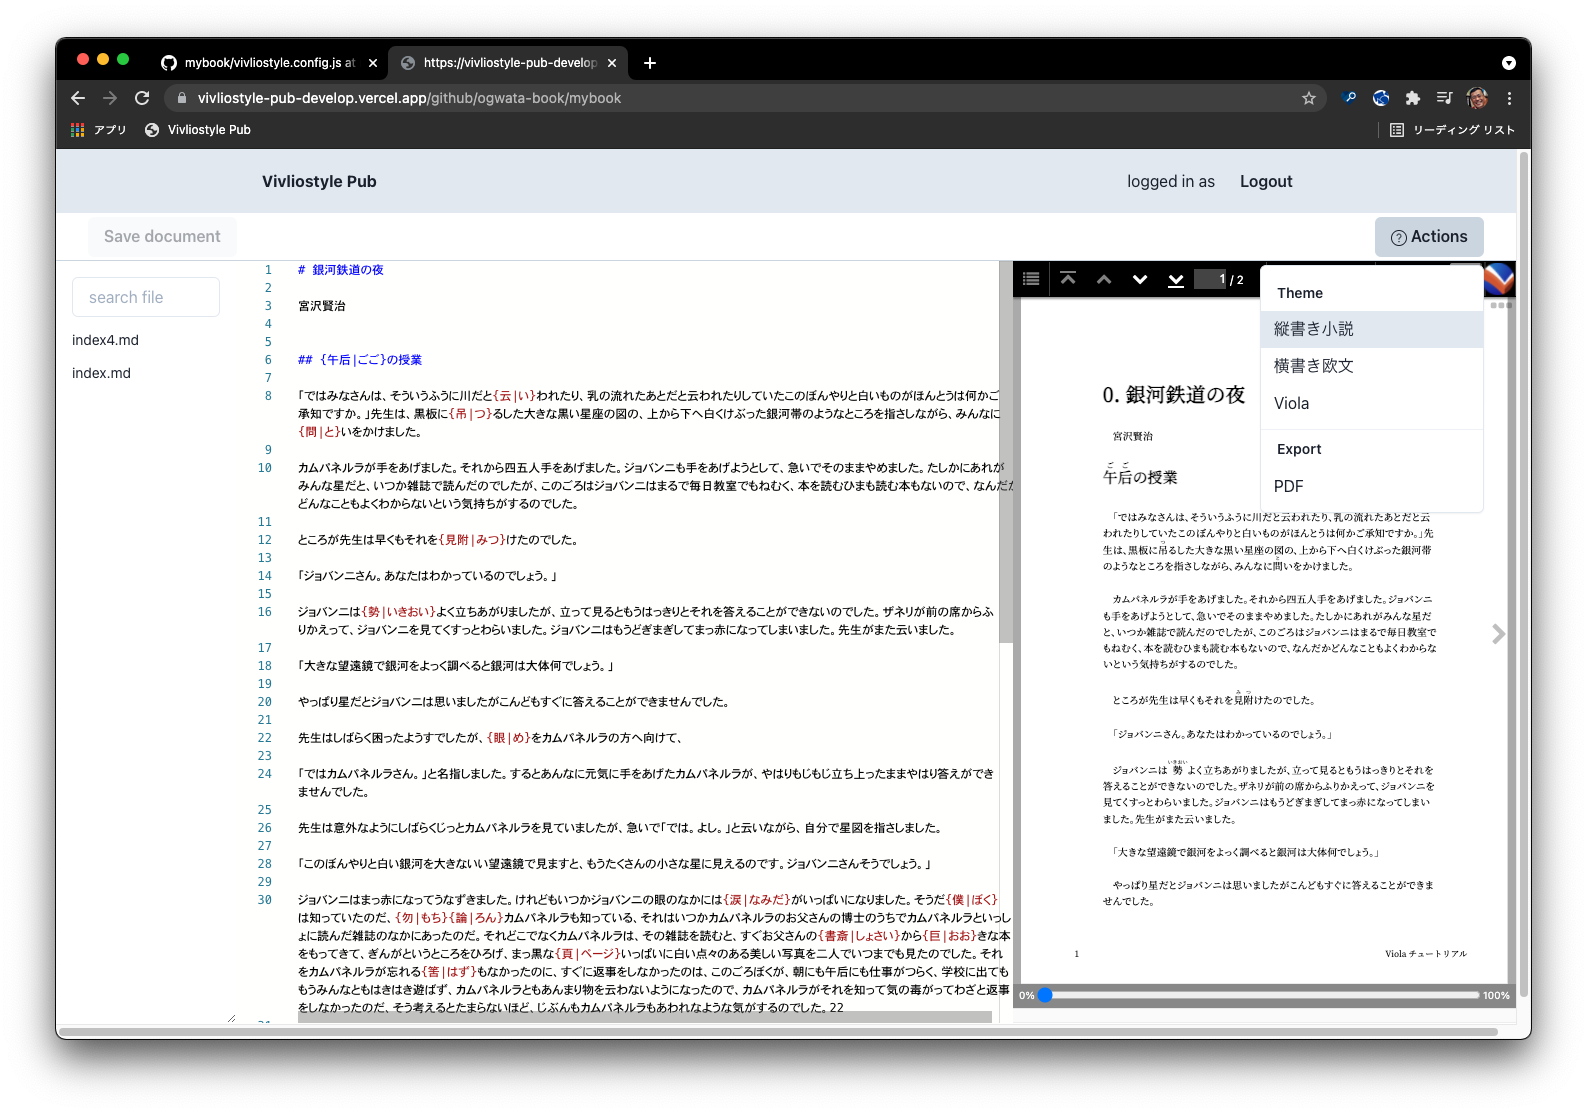 mybook/vivliostyle.config.js at
https://vivliostyle-pub-develop
vivliostyle-pub-develop.vercel.app/github/ogwata-book/mybook
アプリ
Vivliostyle Pub
リーディング リスト
Vivliostyle Pub
logged in as
Logout
Save document
Actions
search file
index4.md
index.md
1 # 銀河鉄道の夜
2
3 宮沢賢治
4
5
6 ## {午后|ごご}の授業
7
8 「ではみなさんは、そういうふうに川だと{云|い}われたり、乳の流れたあとだと云われたりしていたこのぼんやりと白いものがほんとうは何かご
承知ですか。」先生は、黒板に{吊|つ}るした大きな黒い星座の図の、上から下へ白くけぶった銀河帯のようなところを指さしながら、みんなに
{問|と}いをかけました。
9
10 カムパネルラが手をあげました。それから四五人手をあげました。ジョバンニも手をあげようとして、急いでそのままやめました。たしかにあれが
みんな星だと、いつか雑誌で読んだのでしたが、このごろはジョバンニはまるで毎日教室でもねむく、本を読むひまも読む本もないので、なんだか
どんなこともよくわからないという気持ちがするのでした。
11
12 ところが先生は早くもそれを{見附|みつ}けたのでした。
13
14 「ジョバンニさん。あなたはわかっているのでしょう。」
15
16 ジョバンニは{勢|いきおい}よく立ちあがりましたが、立って見るともうはっきりとそれを答えることができないのでした。ザネリが前の席からふ
りかえって、ジョバンニを見てくすっとわらいました。ジョバンニはもうどぎまぎしてまっ赤になってしまいました。先生がまた云いました。
17
18 「大きな望遠鏡で銀河をよっく調べると銀河は大体何でしょう。」
19
20 やっぱり星だとジョバンニは思いましたがこんどもすぐに答えることができませんでした。
21
22 先生はしばらく困ったようすでしたが、{眼|め}をカムパネルラの方へ向けて、
23
24 「ではカムパネルラさん。」と名指しました。するとあんなに元気に手をあげたカムパネルラが、やはりもじもじ立ち上ったままやはり答えができ
ませんでした。
25
26 先生は意外なようにしばらくじっとカムパネルラを見ていましたが、急いで「では。よし。」と云いながら、自分で星図を指さしました。
27
28 「このぼんやりと白い銀河を大きないい望遠鏡で見ますと、もうたくさんの小さな星に見えるのです。ジョバンニさんそうでしょう。」
29
30 ジョバンニはまっ赤になってうなずきました。けれどもいつかジョバンニの眼のなかには{涙|なみだ}がいっぱいになりました。そうだ{僕|ぼく}
は知っていたのだ、{勿|もち}{論|ろん}カムパネルラも知っている、それはいつかカムパネルラのお父さんの博士のうちでカムパネルラといっし
ょに読んだ雑誌のなかにあったのだ。それどこでなくカムパネルラは、その雑誌を読むと、すぐお父さんの{書斎|しょさい}から{巨|おお}きな本
をもってきて、ぎんがというところをひろげ、まっ黒な{頁|ページ}いっぱいに白い点々のある美しい写真を二人でいつまでも見たのでした。それ
をカムパネルラが忘れる{筈|はず}もなかったのに、すぐに返事をしなかったのは、このごろぼくが、朝にも午后にも仕事がつらく、学校に出ても
もうみんなともはきはき遊ばず、カムパネルラともあんまり物を云わないようになったので、カムパネルラがそれを知って気の毒がってわざと返事
をしなかったのだ、そう考えるとたまらないほど、じぶんもカムパネルラもあわれなような気がするのでした。22
1 / 2
Theme
縦書き小説
横書き欧文
Viola
Export
PDF
0. 銀河鉄道の夜
宮沢賢治
ごご
午后の授業
「ではみなさんは、そういうふうに川だと云われたり、乳の流れたあとだと云
われたりしていたこのぼんやりと白いものがほんとうは何かご承知ですか。」先
つ
生は、黒板に吊るした大きな黒い星座の図の、上から下へ白くけぶった銀河帯
と
のようなところを指さしながら、みんなに問いをかけました。
カムパネルラが手をあげました。それから四五人手をあげました。ジョバンニ
も手をあげようとして、急いでそのままやめました。たしかにあれがみんな星だ
と、いつか雑誌で読んだのでしたが、このごろはジョバンニはまるで毎日教室で
もねむく、本を読むひまも読む本もないので、なんだかどんなこともよくわからな
いという気持ちがするのでした。
みつ
ところが先生は早くもそれを見附けたのでした。
「ジョバンニさん。あなたはわかっているのでしょう。」
いきおい
ジョバンニは勢よく立ちあがりましたが、立って見るともうはっきりとそれを
答えることができないのでした。ザネリが前の席からふりかえって、ジョバンニを
見てくすっとわらいました。ジョバンニはもうどぎまぎしてまっ赤になってしまい
ました。先生がまた云いました。
「大きな望遠鏡で銀河をよっく調べると銀河は大体何でしょう。」
やっぱり星だとジョバンニは思いましたがこんどもすぐに答えることができま
せんでした。
1
Viola チュートリアル
0%
100%